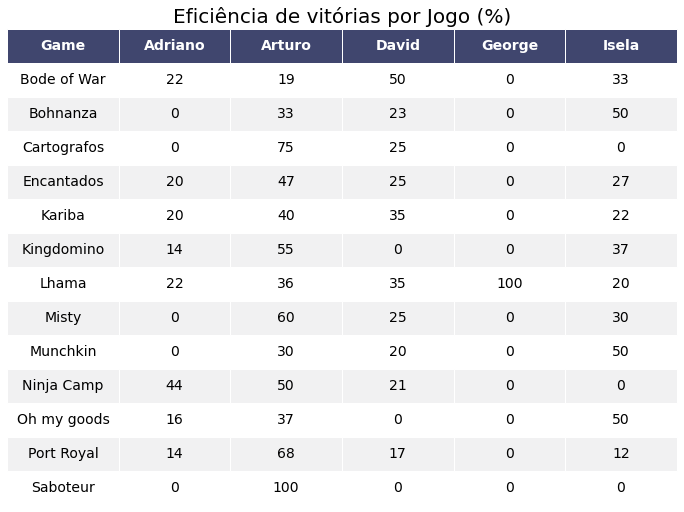 Eficiência de vitórias por Jogo (%)
Game Adriano Arturo David George Isela
Bode of War 22 19 50 0 33
Bohnanza 0 33 23 0 50
Cartografos 0 75 25 0 0
Encantados 20 47 25 0 27
Kariba 20 40 35 0 22
Kingdomino 14 55 0 0 37
Lhama 22 36 35 100 20
Misty 0 60 25 0 30
Munchkin 0 30 20 0 50
Ninja Camp 44 50 21 0 0
Oh my goods 16 37 0 0 50
Port Royal 14 68 17 0 12
Saboteur 0 100 0 0 0